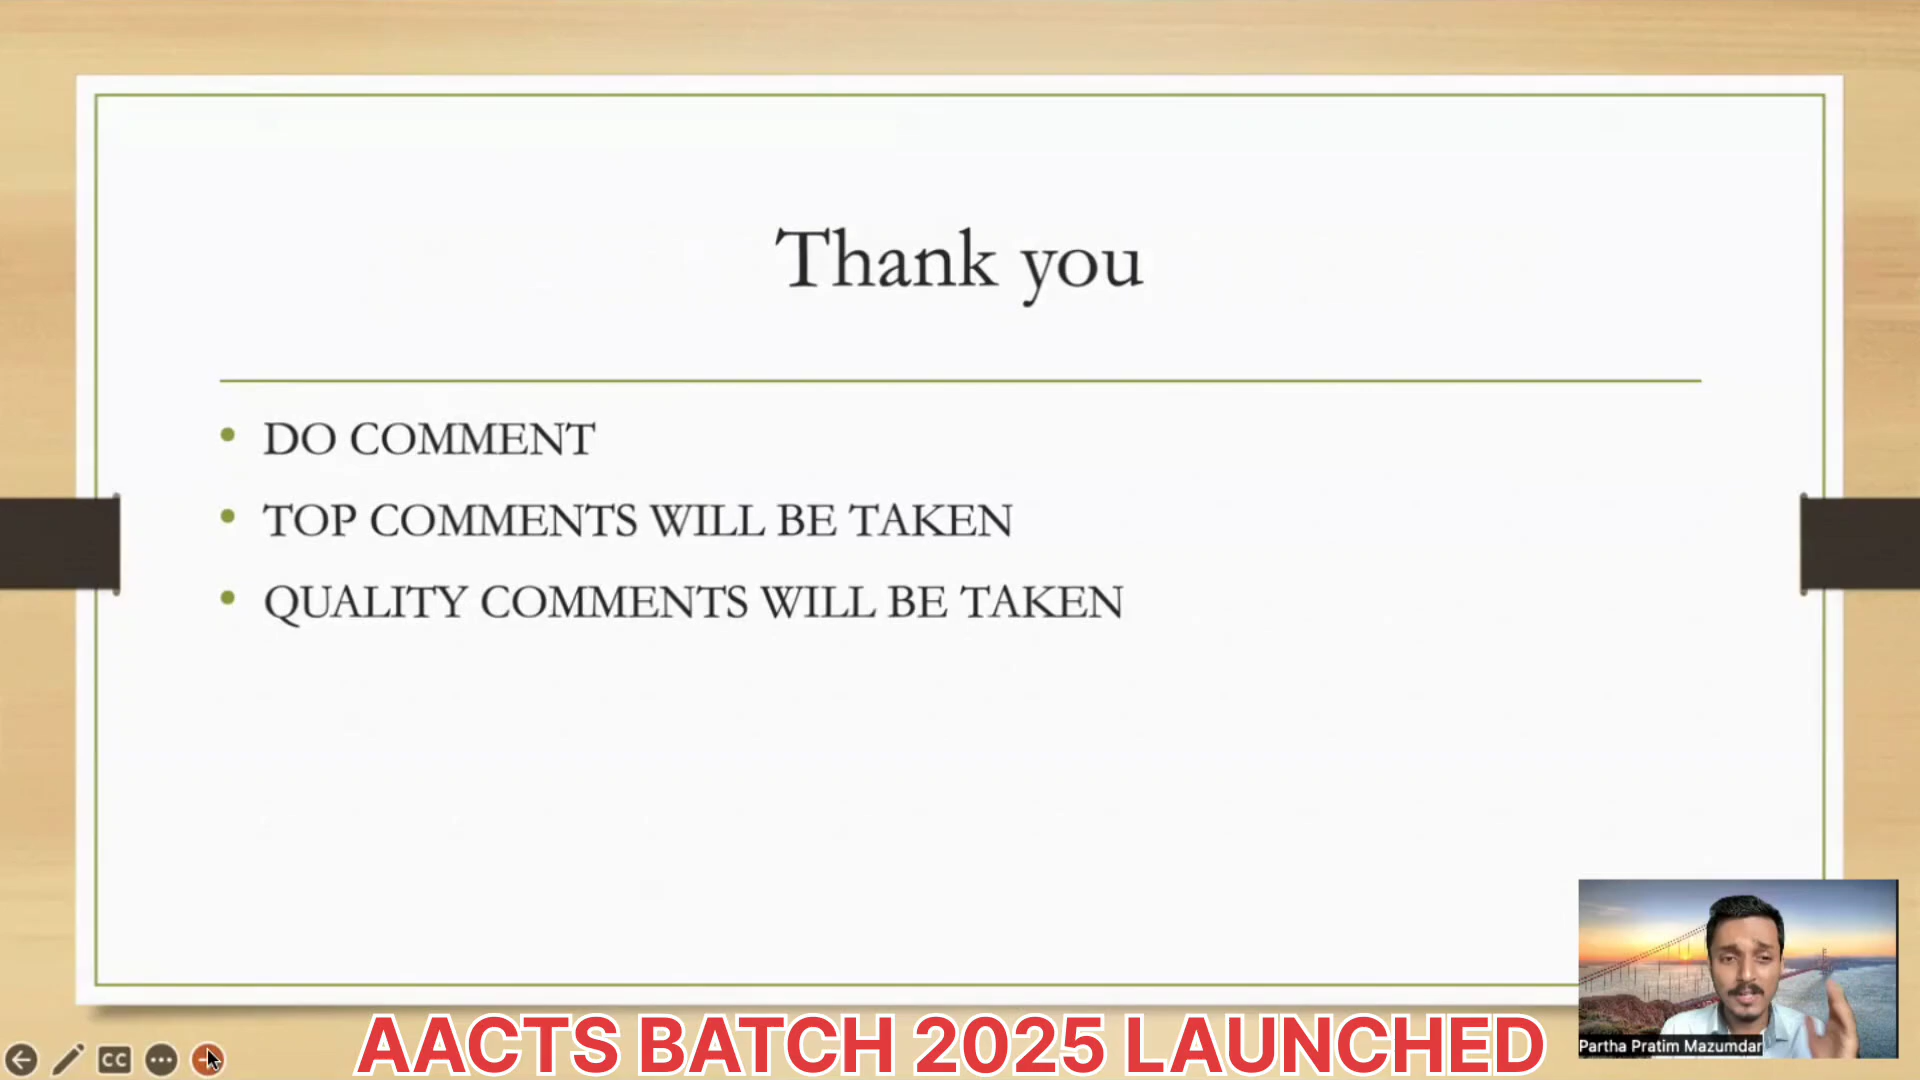 Thank you
• DO COMMENT
• TOP COMMENTS WILL BE TAKEN
• QUALITY COMMENTS WILL BE TAKEN
Partha Pratim Mazumdar
CC
AACTS BATCH 2025 LAUNCHED